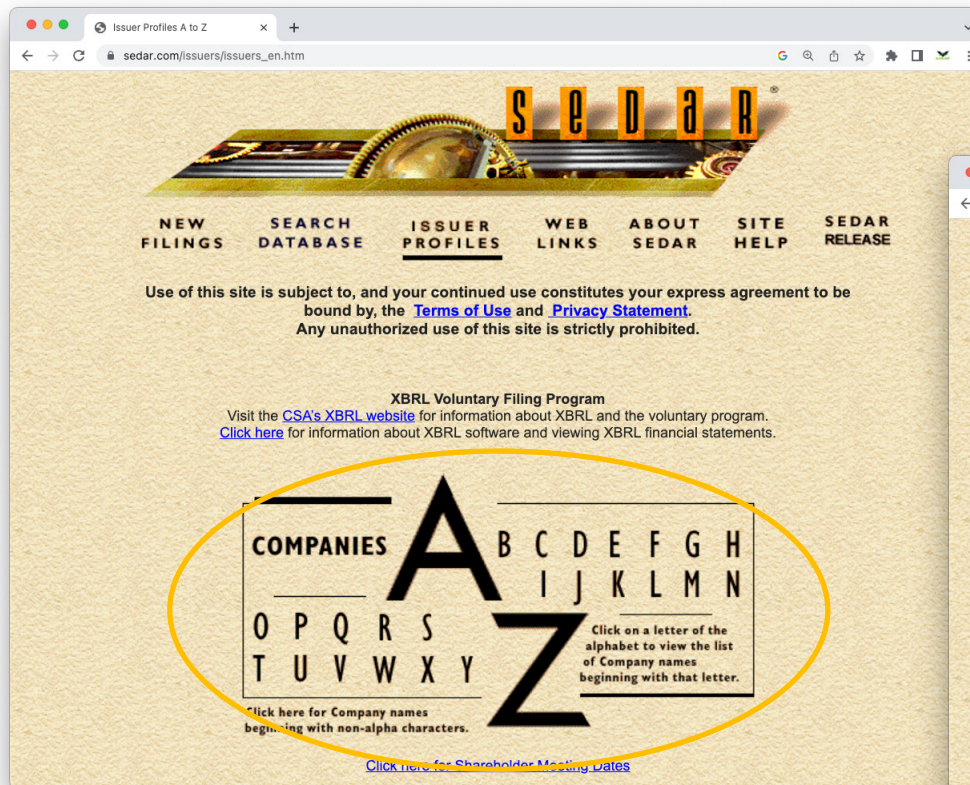 Issuer Profiles A to Z
sedar.com/issuers/issuers_en.htm
SEDAR®
NEW FILINGS
SEARCH DATABASE
ISSUER PROFILES
WEB LINKS
ABOUT SEDAR
SITE HELP
SEDAR RELEASE
Use of this site is subject to, and your continued use constitutes your express agreement to be
bound by, the Terms of Use and Privacy Statement.
Any unauthorized use of this site is strictly prohibited.
XBRL Voluntary Filing Program
Visit the CSA's XBRL website for information about XBRL and the voluntary program.
Click here for information about XBRL software and viewing XBRL financial statements.
COMPANIES A B C D E F G H
I J K L M N
O P Q R S
T U V W X Y Z
Click on a letter of the
alphabet to view the list
of Company names
beginning with that letter.
Click here for Company names
beginning with non-alpha characters.
Click here for Shareholder Meeting Dates